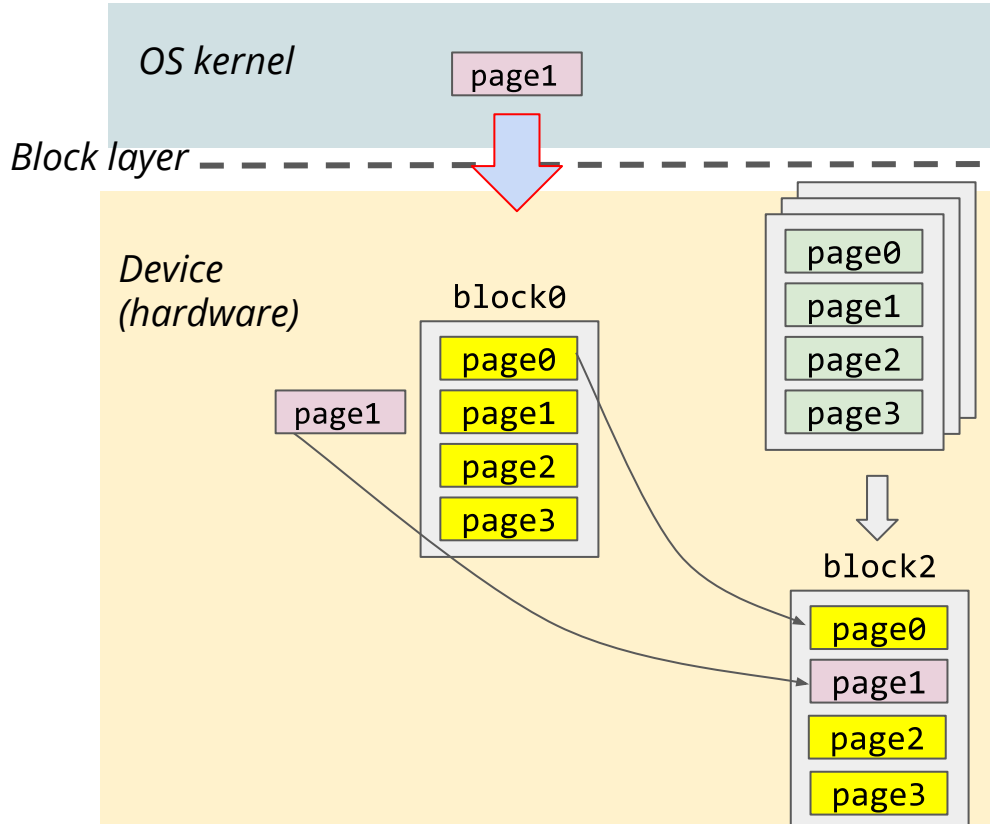 OS kernel
page1
Block layer
Device
(hardware)
block0
page0
page1
page2
page3
page1
page0
page1
page2
page3
block2
page0
page1
page2
page3